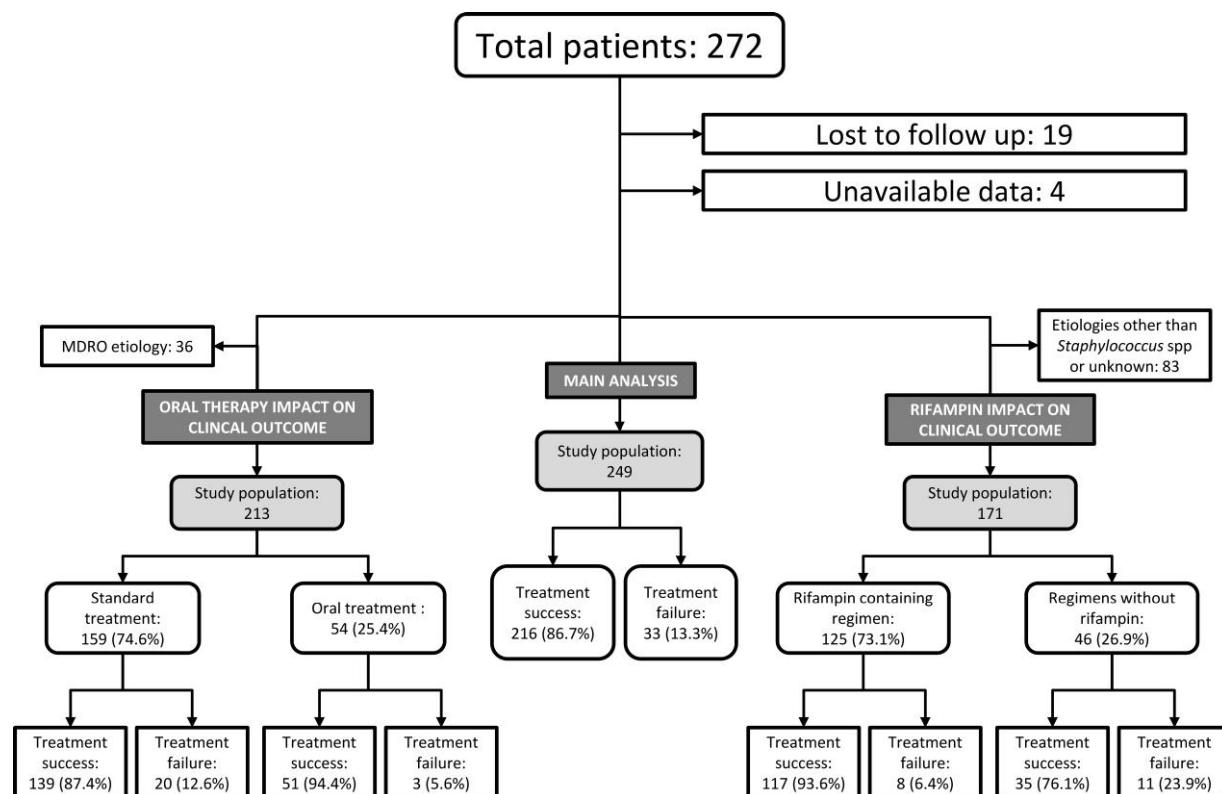 Total patients: 272
Lost to follow up: 19
Unavailable data: 4
MDRO etiology: 36
Etiologies other than
Staphylococcus spp
or unknown: 83
MAIN ANALYSIS
ORAL THERAPY IMPACT ON
CLINCAL OUTCOME
RIFAMPIN IMPACT ON
CLINICAL OUTCOME
Study population:
249
Study population:
213
Study population:
171
Standard
treatment:
159 (74.6%)
Oral treatment :
54 (25.4%)
Treatment
success:
216 (86.7%)
Treatment
failure:
33 (13.3%)
Rifampin containing
regimen:
125 (73.1%)
Regimens without
rifampin:
46 (26.9%)
Treatment
success:
139 (87.4%)
Treatment
failure:
20 (12.6%)
Treatment
success:
51 (94.4%)
Treatment
failure:
3 (5.6%)
Treatment
success:
117 (93.6%)
Treatment
failure:
8 (6.4%)
Treatment
success:
35 (76.1%)
Treatment
failure:
11 (23.9%)